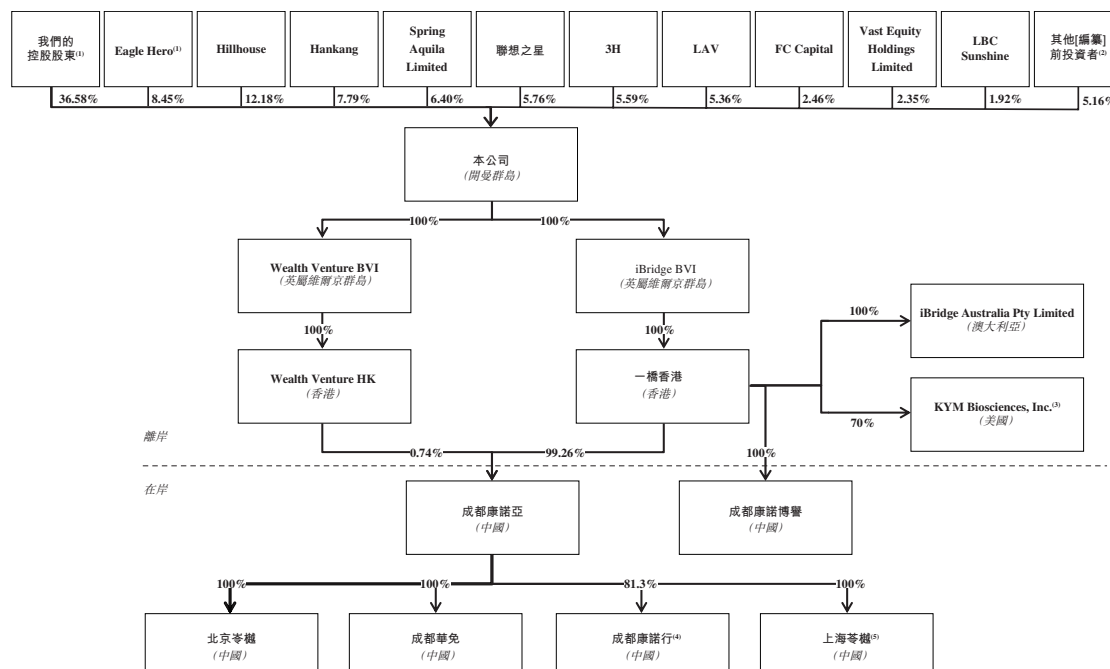 我們的
控股股東(1)
Eagle Hero(1)
Hillhouse
Hankang
Spring
Aquila
Limited
聯想之星
3H
LAV
FC Capital
Vast Equity
Holdings
Limited
LBC
Sunshine
其他[編纂]
前投資者(2)
36.58%
8.45%
12.18%
7.79%
6.40%
5.76%
5.59%
5.36%
2.46%
2.35%
1.92%
5.16%
本公司
(開曼群島)
100%
100%
Wealth Venture BVI
(英屬維爾京群島)
iBridge BVI
(英屬維爾京群島)
100%
100%
100%
iBridge Australia Pty Limited
(澳大利亞)
Wealth Venture HK
(香港)
一橋香港
(香港)
KYM Biosciences, Inc.(3)
(美國)
70%
離岸
0.74%
99.26%
100%
在岸
成都康諾亞
(中國)
成都康諾博譽
(中國)
100%
100%
81.3%
100%
北京岺樾
(中國)
成都華免
(中國)
成都康諾行(4)
(中國)
上海岺樾(5)
(中國)